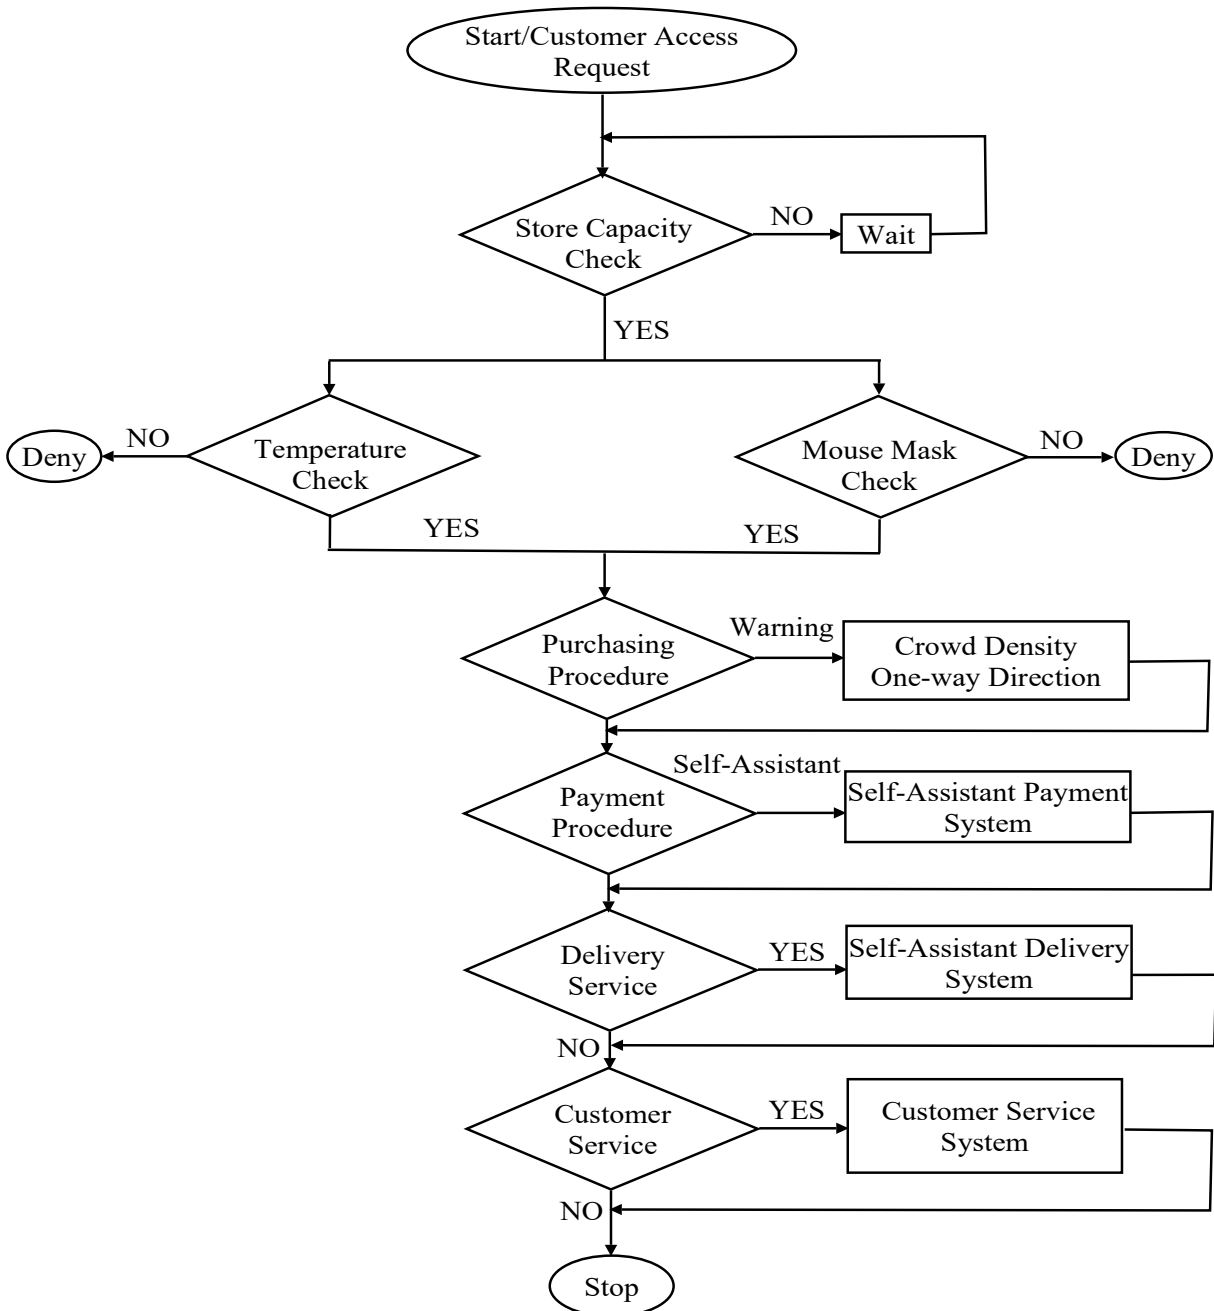 Start/Customer Access
Request
Store Capacity
Check
NO
Wait
YES
Temperature
Check
NO
Deny
YES
Mouse Mask
Check
NO
Deny
YES
Purchasing
Procedure
Warning
Crowd Density
One-way Direction
Payment
Procedure
Self-Assistant
Self-Assistant Payment
System
Delivery
Service
YES
Self-Assistant Delivery
System
NO
Customer
Service
YES
Customer Service
System
NO
Stop